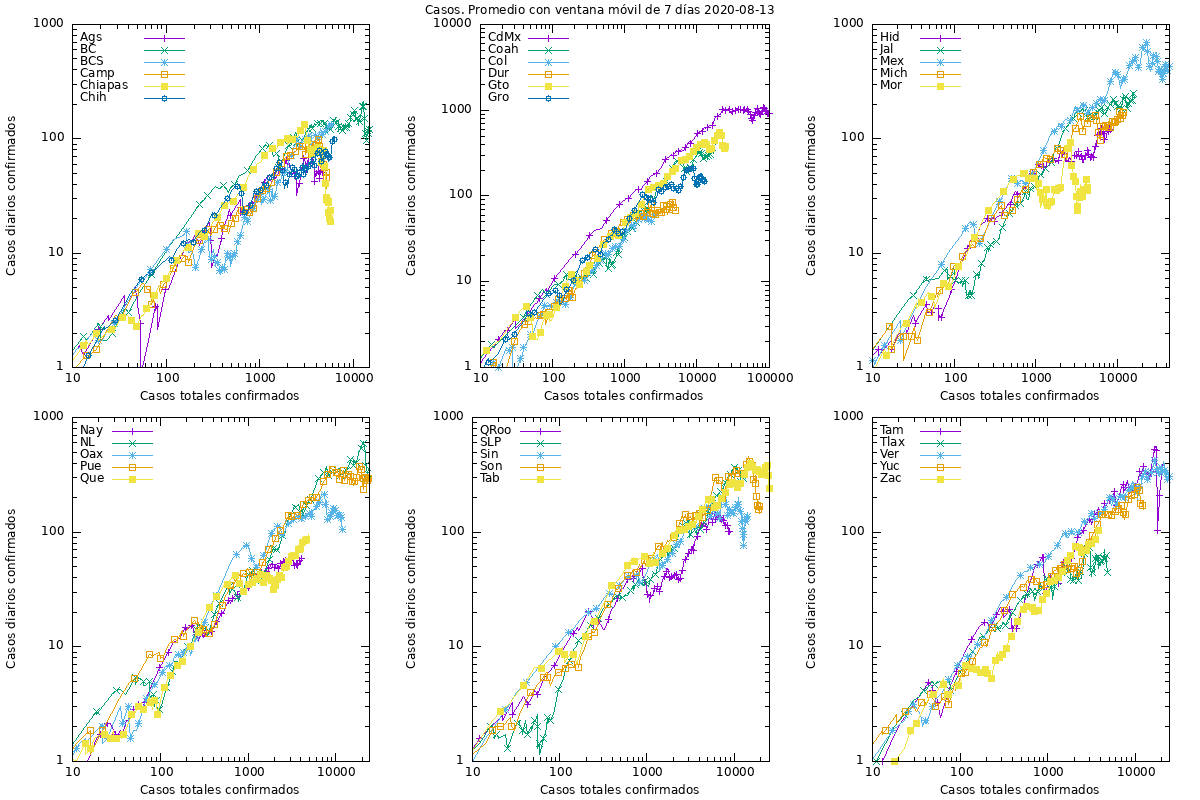 Casos. Promedio con ventana móvil de 7 días 2020-08-13
Casos diarios confirmados
1000
100
10
1
Ags
BC
BCS
Camp
Chiapas
Chih
10 100 1000 10000
Casos totales confirmados
Casos diarios confirmados
10000
1000
100
10
1
CdMx
Coah
Col
Dur
Gto
Gro
10 100 1000 10000 100000
Casos totales confirmados
Casos diarios confirmados
1000
100
10
1
Hid
Jal
Mex
Mich
Mor
10 100 1000 10000
Casos totales confirmados
Casos diarios confirmados
1000
100
10
1
Nay
NL
Oax
Pue
Que
10 100 1000 10000
Casos totales confirmados
Casos diarios confirmados
1000
100
10
1
QRoo
SLP
Sin
Son
Tab
10 100 1000 10000
Casos totales confirmados
Casos diarios confirmados
1000
100
10
1
Tam
Tlax
Ver
Yuc
Zac
10 100 1000 10000
Casos totales confirmados